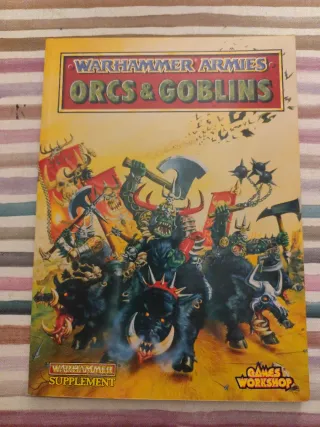 WARHAMMER ARMIES
ORCS & GOBLINS
WARHAMMER
SUPPLEMENT
GAMES
WORKSHOP